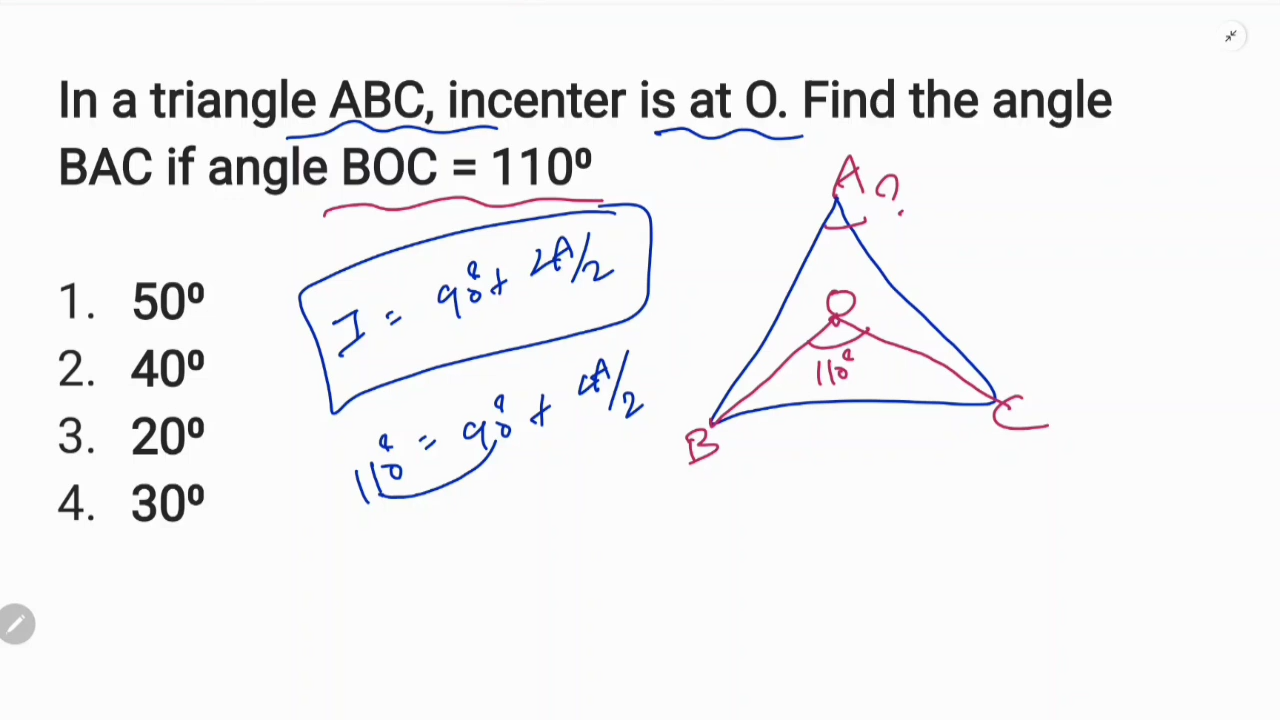 In a triangle ABC, incenter is at O. Find the angle
BAC if angle BOC = 110⁰
1. 50⁰
2. 40⁰
3. 20⁰
4. 30⁰
I = 90° + ∠A/2
110° = 90° + ∠A/2
A ?
O
110°
B
C